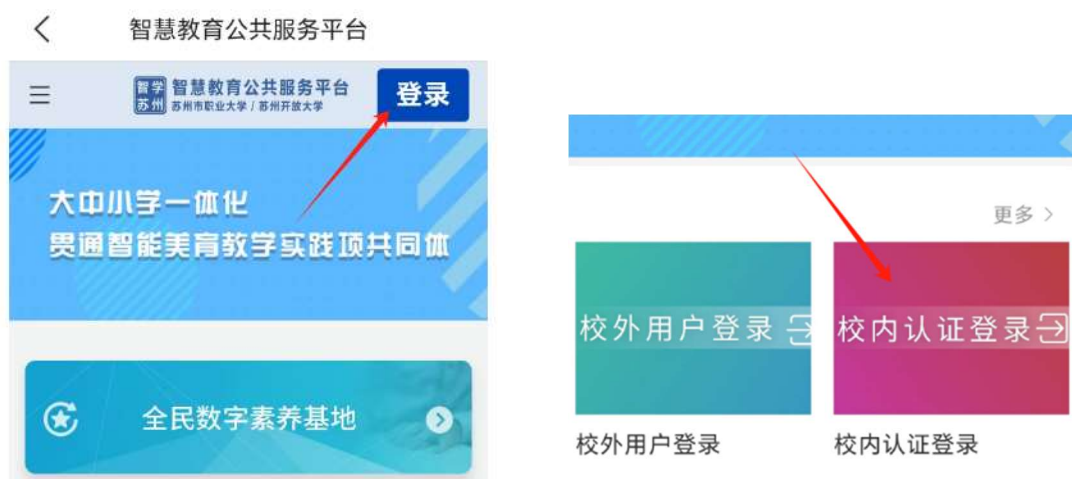 智慧教育公共服务平台
智学
苏州
智慧教育公共服务平台
苏州市职业大学 / 苏州开放大学
登录
大中小学一体化
贯通智能美育教学实践项共同体
全民数字素养基地
更多
校外用户登录
校内认证登录
校外用户登录
校内认证登录